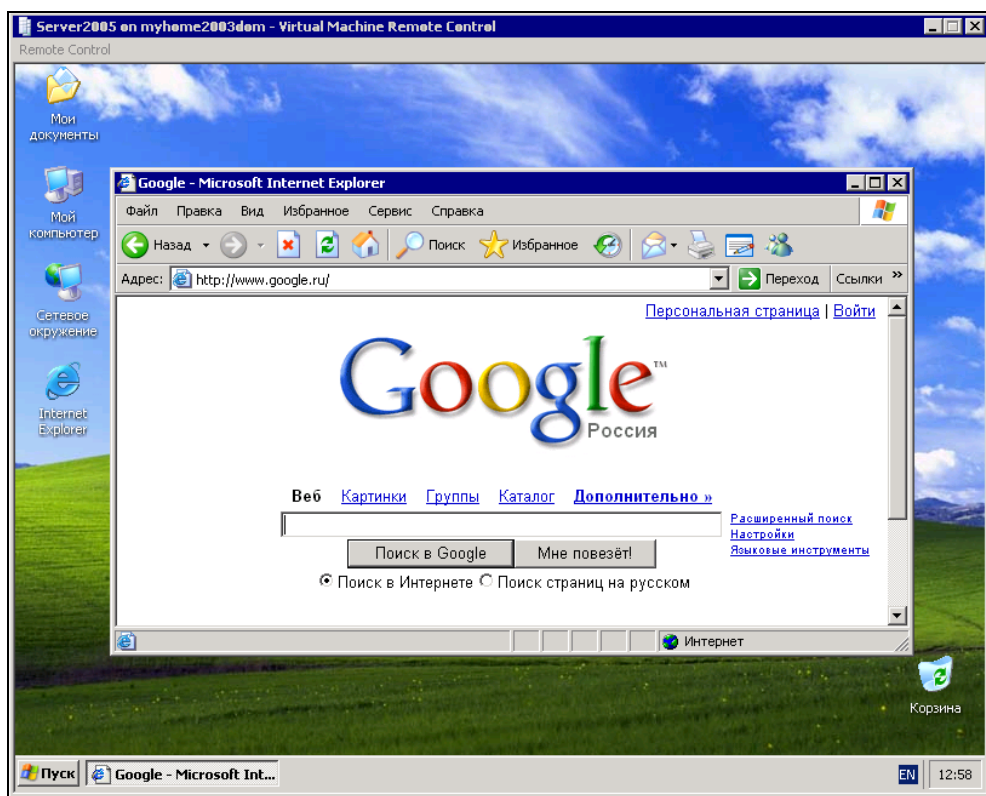 Server2005 on myhome2003dom - Virtual Machine Remote Control
Remote Control
Мои
документы
Мой
компьютер
Сетевое
окружение
Internet
Explorer
Google - Microsoft Internet Explorer
Файл Правка Вид Избранное Сервис Справка
Назад Поиск Избранное
Адрес: http://www.google.ru/ Переход Ссылки »
Персональная страница | Войти
Google™
Россия
Веб Картинки Группы Каталог Дополнительно »
Расширенный поиск
Настройки
Языковые инструменты
Поиск в Google Мне повезёт!
Поиск в Интернете Поиск страниц на русском
Интернет
Корзина
Пуск Google - Microsoft Int... EN 12:58